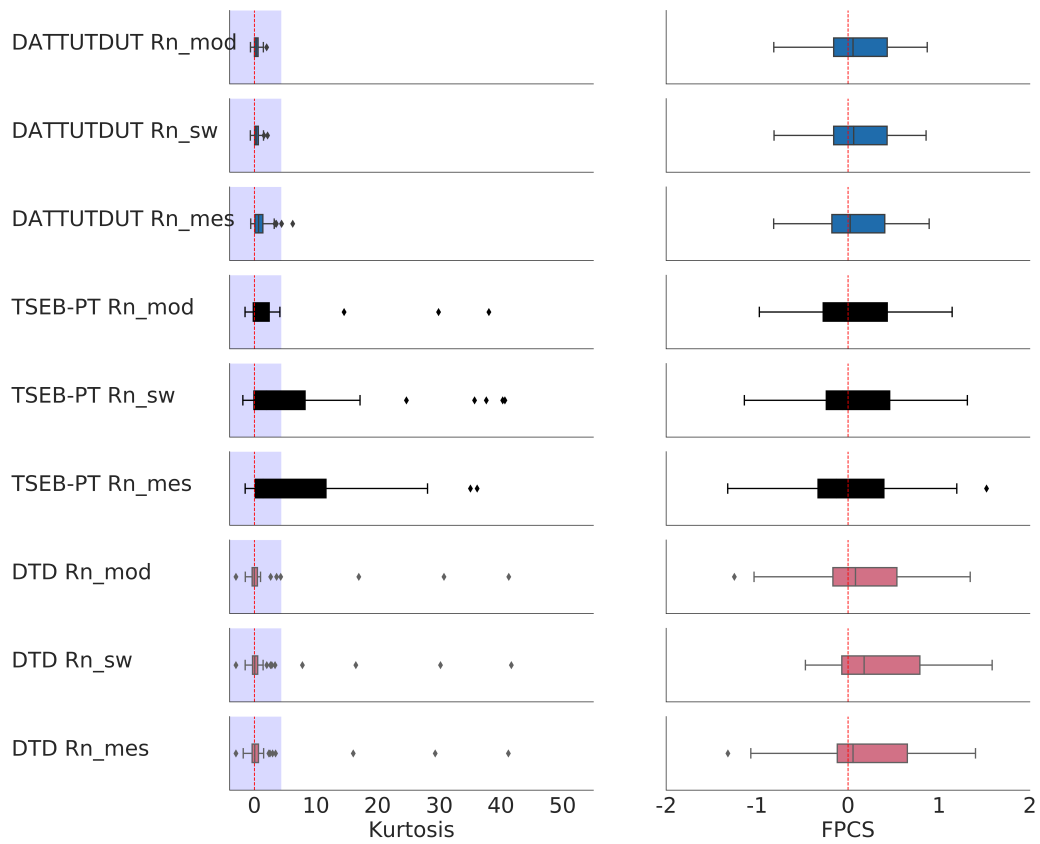 DATTUTDUT Rn_mod
DATTUTDUT Rn_sw
DATTUTDUT Rn_mes
TSEB-PT Rn_mod
TSEB-PT Rn_sw
TSEB-PT Rn_mes
DTD Rn_mod
DTD Rn_sw
DTD Rn_mes
0 10 20 30 40 50
Kurtosis
-2 -1 0 1 2
FPCS